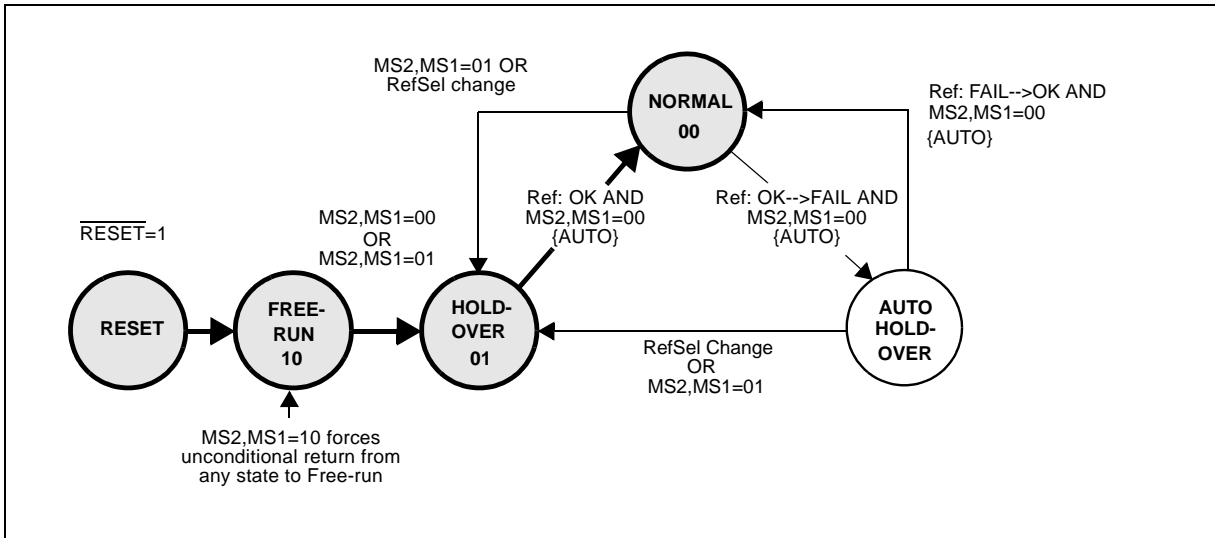 MS2,MS1=01 OR
RefSel change
NORMAL
00
Ref: FAIL-->OK AND
MS2,MS1=00
{AUTO}
Ref: OK AND
MS2,MS1=00
{AUTO}
Ref: OK-->FAIL AND
MS2,MS1=00
{AUTO}
RESET=1
MS2,MS1=00
OR
MS2,MS1=01
RESET
FREE-
RUN
10
HOLD-
OVER
01
AUTO
HOLD-
OVER
RefSel Change
OR
MS2,MS1=01
MS2,MS1=10 forces
unconditional return from
any state to Free-run